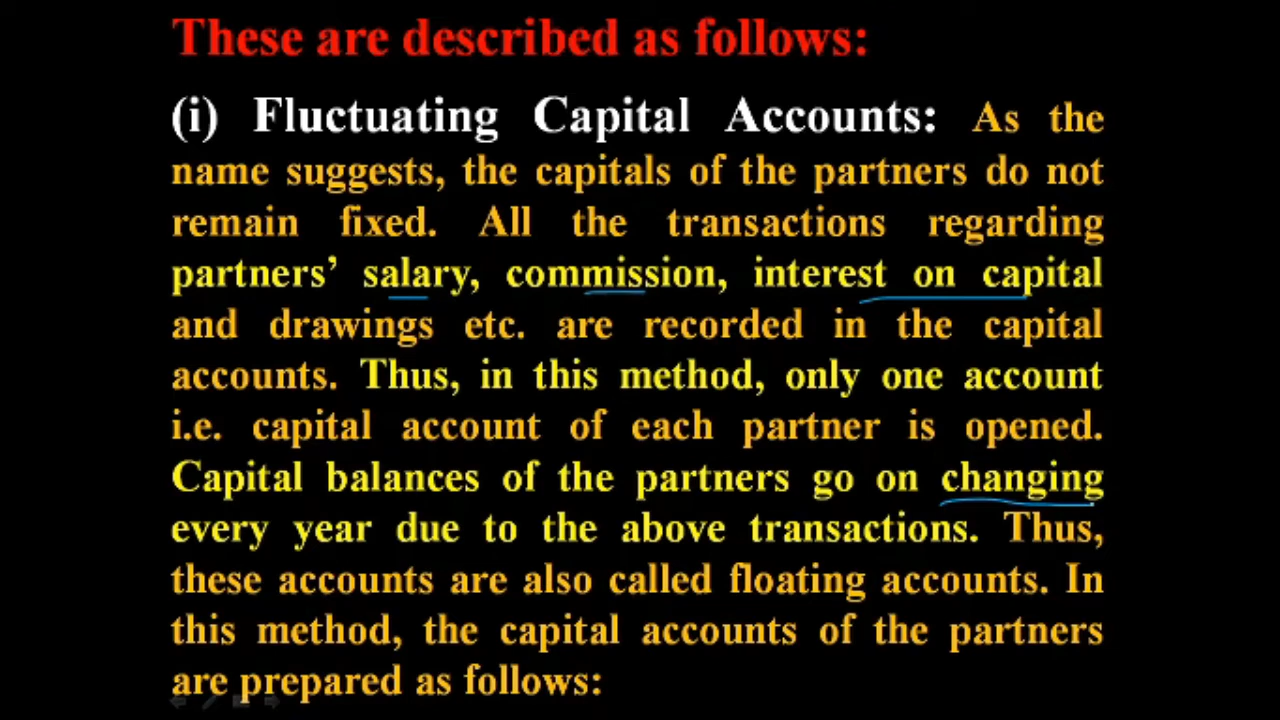 These are described as follows:
(i) Fluctuating Capital Accounts: As the
name suggests, the capitals of the partners do not
remain fixed. All the transactions regarding
partners’ salary, commission, interest on capital
and drawings etc. are recorded in the capital
accounts. Thus, in this method, only one account
i.e. capital account of each partner is opened.
Capital balances of the partners go on changing
every year due to the above transactions. Thus,
these accounts are also called floating accounts. In
this method, the capital accounts of the partners
are prepared as follows: